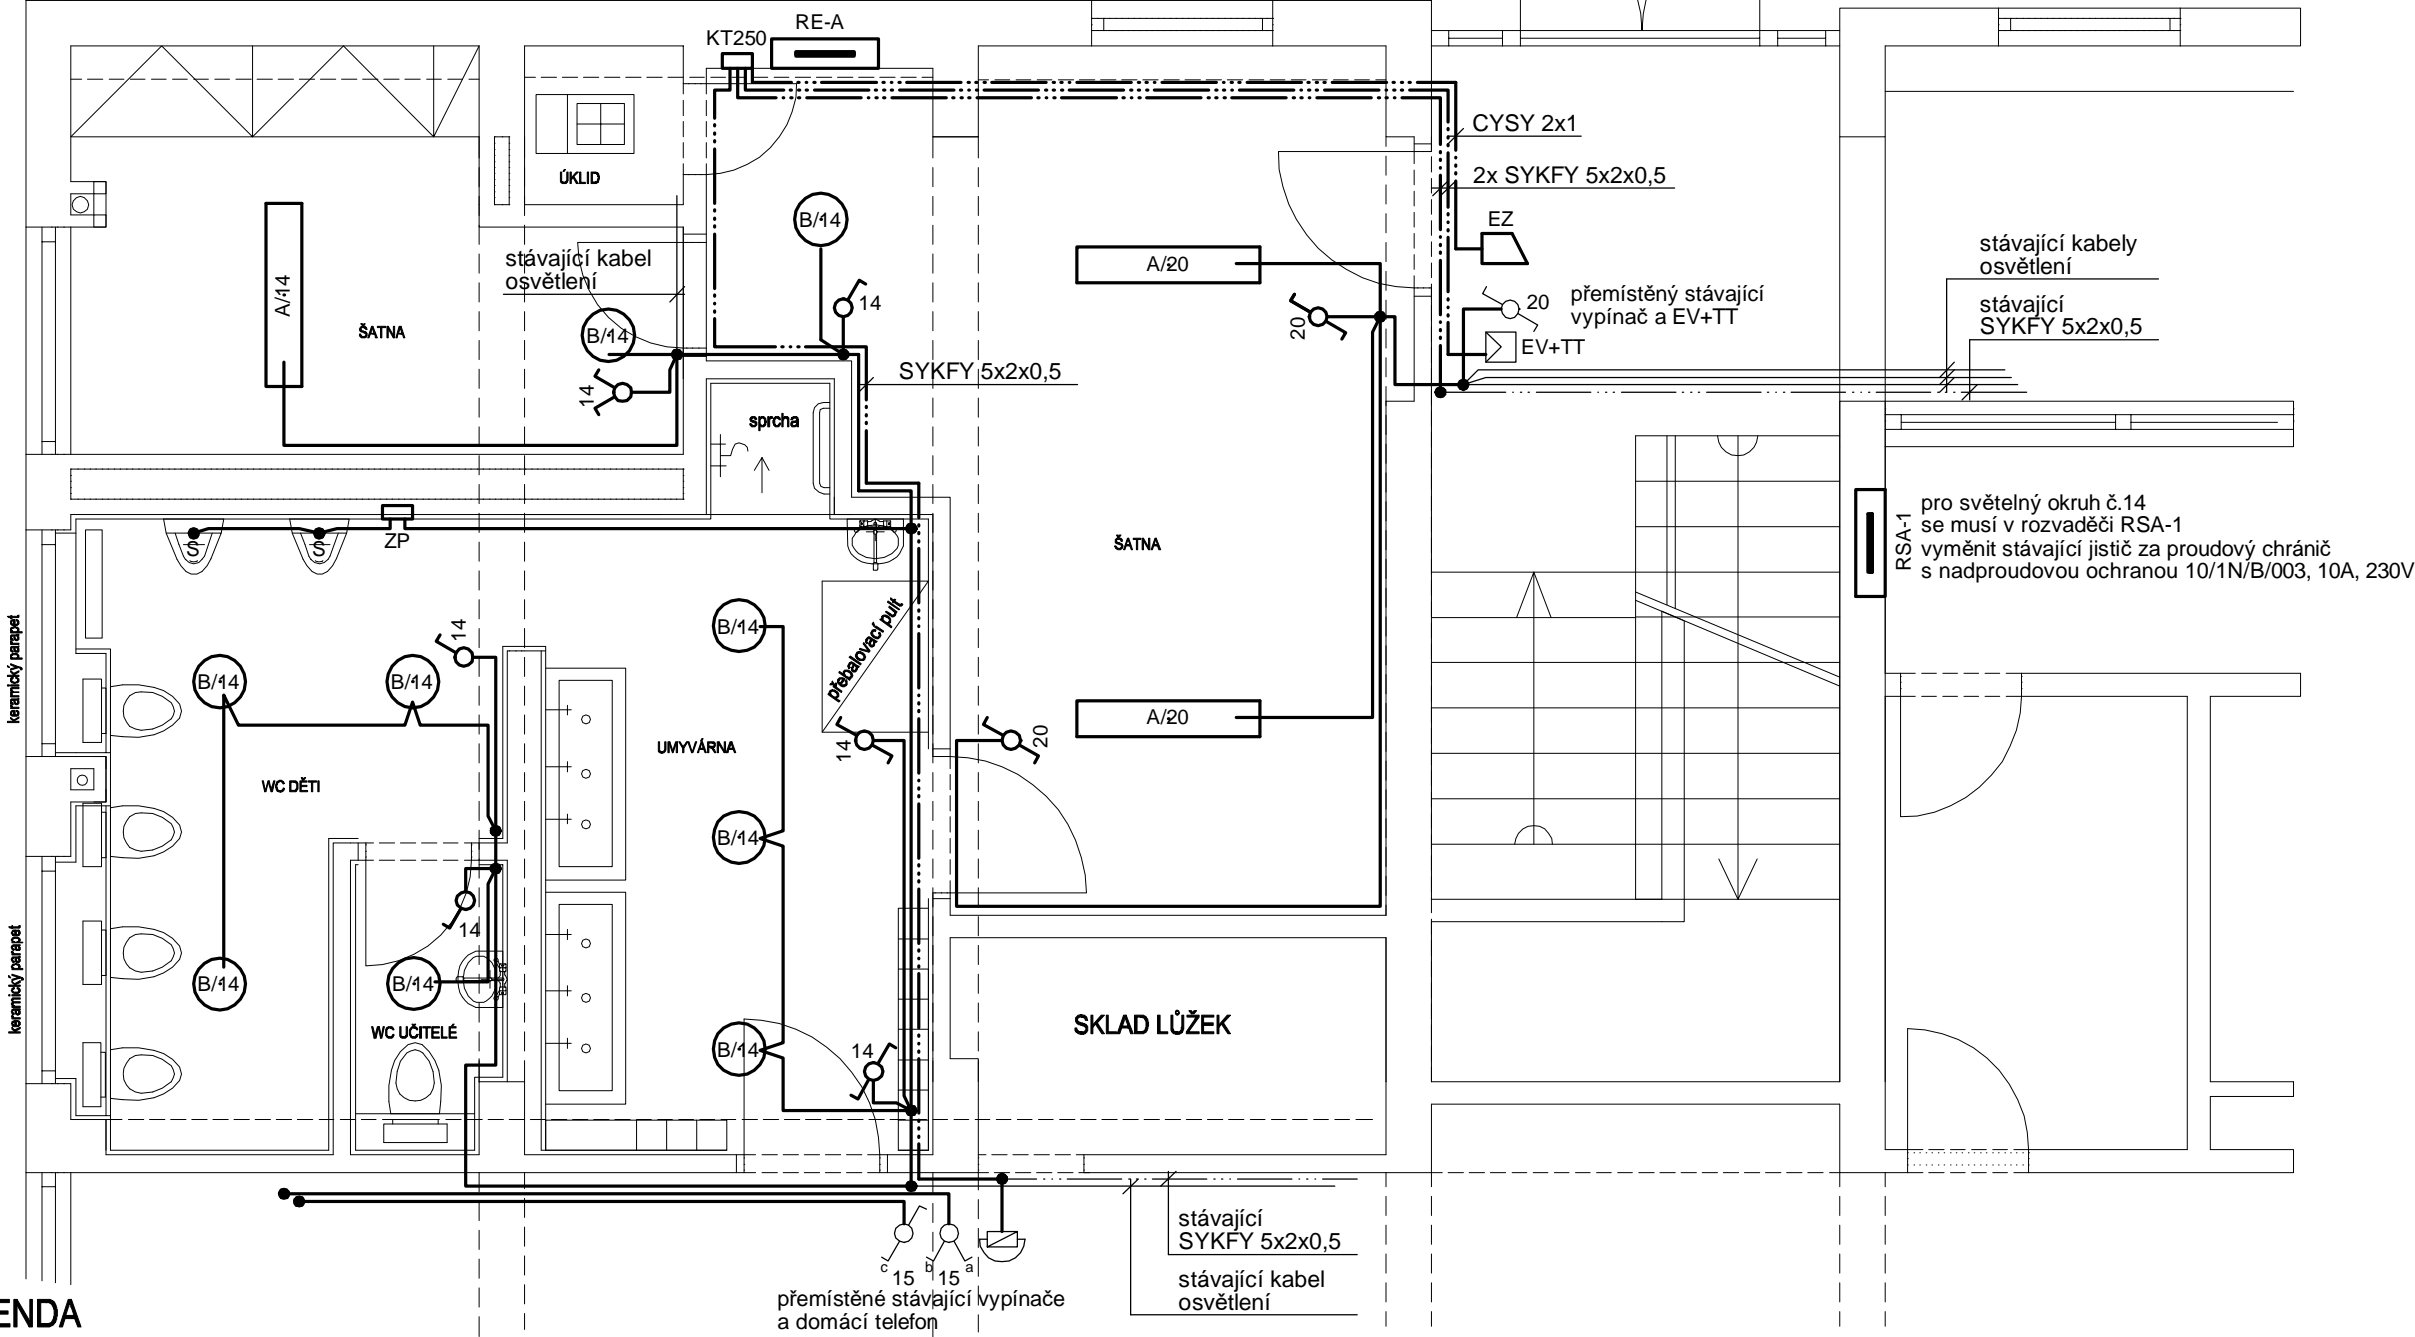 RE-A
KT250
CYSY 2x1
2x SYKFY 5x2x0,5
ÚKLID
B/14
EZ
stávající kabely
osvětlení
stávající kabel
osvětlení
A/20
A/14
14
20
přemístěný stávající
vypínač a EV+TT
stávající
SYKFY 5x2x0,5
ŠATNA
B/14
20
EV+TT
SYKFY 5x2x0,5
14
sprcha
pro světelný okruh č.14
se musí v rozvaděči RSA-1
vyměnit stávající jistič za proudový chránič
s nadproudovou ochranou 10/1N/B/003, 10A, 230V
RSA-1
S
S
ZP
ŠATNA
keramický parapet
14
B/14
přebalovací pult
B/14
B/14
A/20
14
20
UMYVÁRNA
WC DĚTI
B/14
14
keramický parapet
B/14
B/14
WC UČITELÉ
SKLAD LŮŽEK
B/14
14
stávající
SYKFY 5x2x0,5
c
15
b
15
a
stávající kabel
osvětlení
přemístěné stávající vypínače
a domácí telefon
ENDA